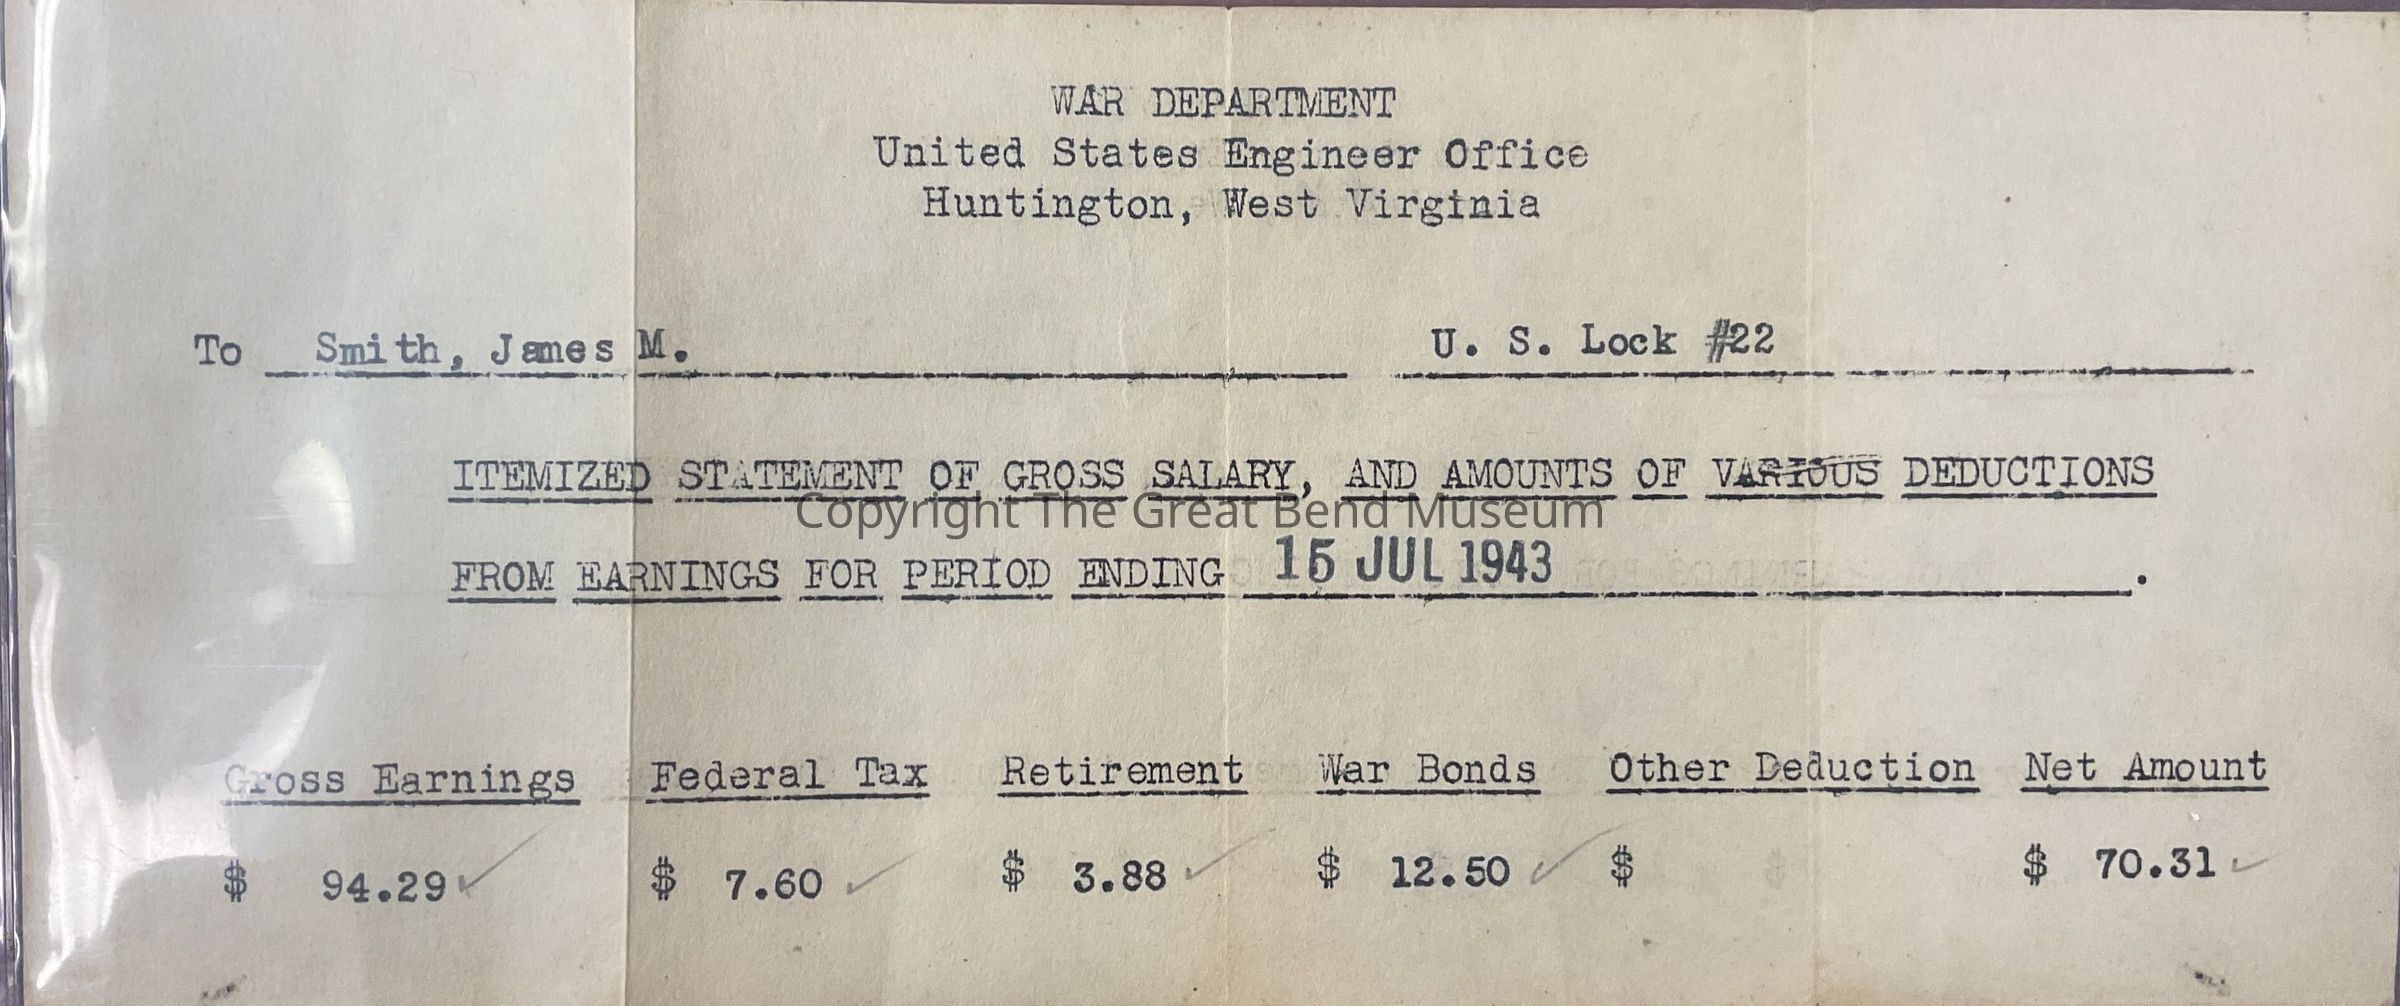 WAR DEPARTMENT
United States Engineer Office
Huntington, West Virginia
To Smith, James M. U. S. Lock #22
ITEMIZED STATEMENT OF GROSS SALARY, AND AMOUNTS OF VARIOUS DEDUCTIONS
Copyright The Great Bend Museum
FROM EARNINGS FOR PERIOD ENDING 15 JUL 1943 .
Gross Earnings Federal Tax Retirement War Bonds Other Deduction Net Amount
$ 94.29 $ 7.60 $ 3.88 $ 12.50 $ $ 70.31